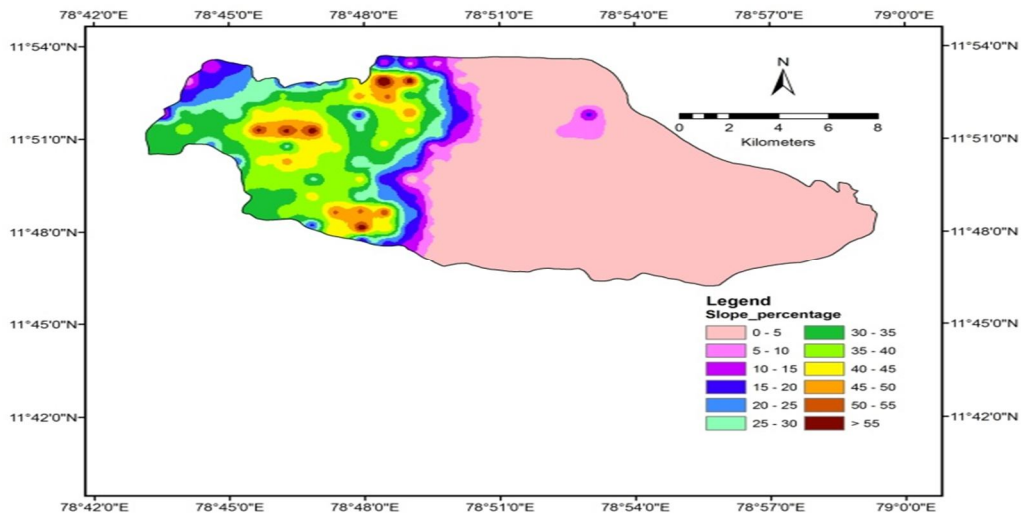 78°42'0"E 78°45'0"E 78°48'0"E 78°51'0"E 78°54'0"E 78°57'0"E 79°0'0"E
11°54'0"N 11°54'0"N
N
0 2 4 6 8
Kilometers
11°51'0"N 11°51'0"N
11°48'0"N 11°48'0"N
Legend
Slope_percentage
11°45'0"N 11°45'0"N
0 - 5 30 - 35
5 - 10 35 - 40
10 - 15 40 - 45
15 - 20 45 - 50
20 - 25 50 - 55
11°42'0"N 11°42'0"N
25 - 30 > 55
78°42'0"E 78°45'0"E 78°48'0"E 78°51'0"E 78°54'0"E 78°57'0"E 79°0'0"E